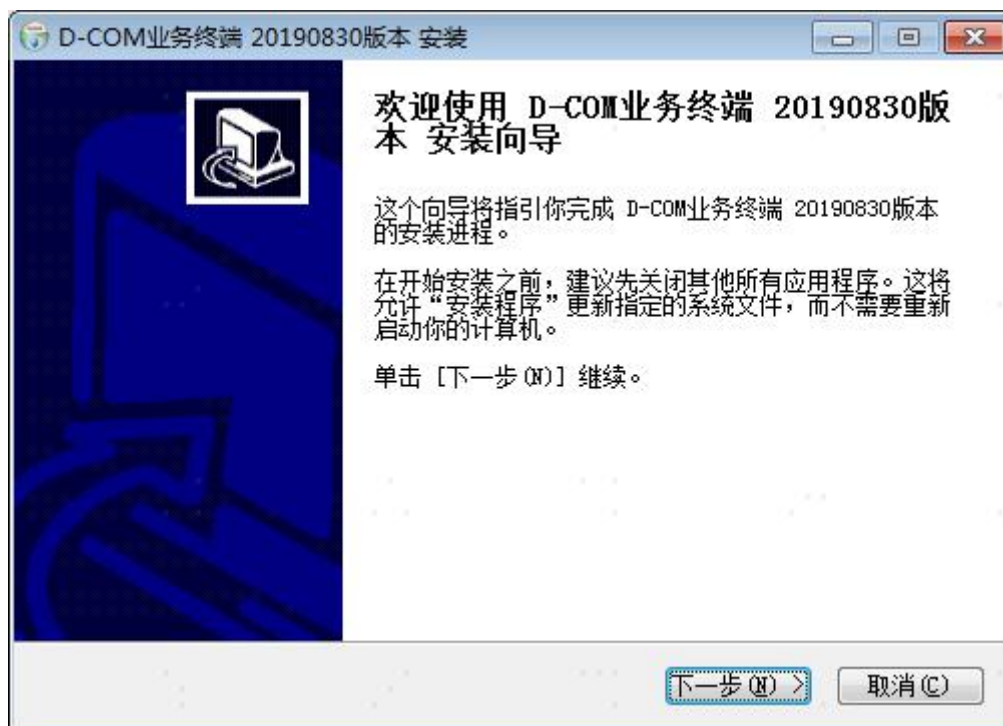 D-COM业务终端 20190830版本 安装
欢迎使用 D-COM业务终端 20190830版
本 安装向导
这个向导将指引你完成 D-COM业务终端 20190830版本
的安装进程。
在开始安装之前，建议先关闭其他所有应用程序。这将
允许“安装程序”更新指定的系统文件，而不需要重新
启动你的计算机。
单击 [下一步(N)] 继续。
下一步(N) >
取消(C)